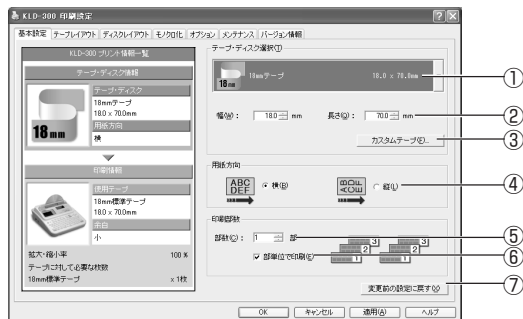 KLD-300 印刷設定
基本設定 テープレイアウト ディスクレイアウト モノクロ化 オプション メンテナンス バージョン情報
KLD-300 プリント情報一覧
テープ・ディスク情報
テープ・ディスク
18mmテープ
18.0 x 70.0mm
用紙方向
横
18 mm
印刷情報
使用テープ
18mm標準テープ
18.0 x 70.0mm
余白
小
拡大・縮小率 100 %
テープに対して必要な枚数
18mm標準テープ x 1枚
テープ・ディスク選択(T)
18 mm 18mmテープ 18.0 x 70.0mm ①
幅(W): 18.0 mm 長さ(Q): 70.0 mm ②
カスタムテープ(F)... ③
用紙方向
ABC DEF 横(B) ABC DEF 縦(L) ④
印刷部数
部数(C): 1 部 ⑤
部単位で印刷(E) 1 2 3 1 2 3 ⑥
変更前の設定に戻す(X) ⑦
OK キャンセル 適用(A) ヘルプ